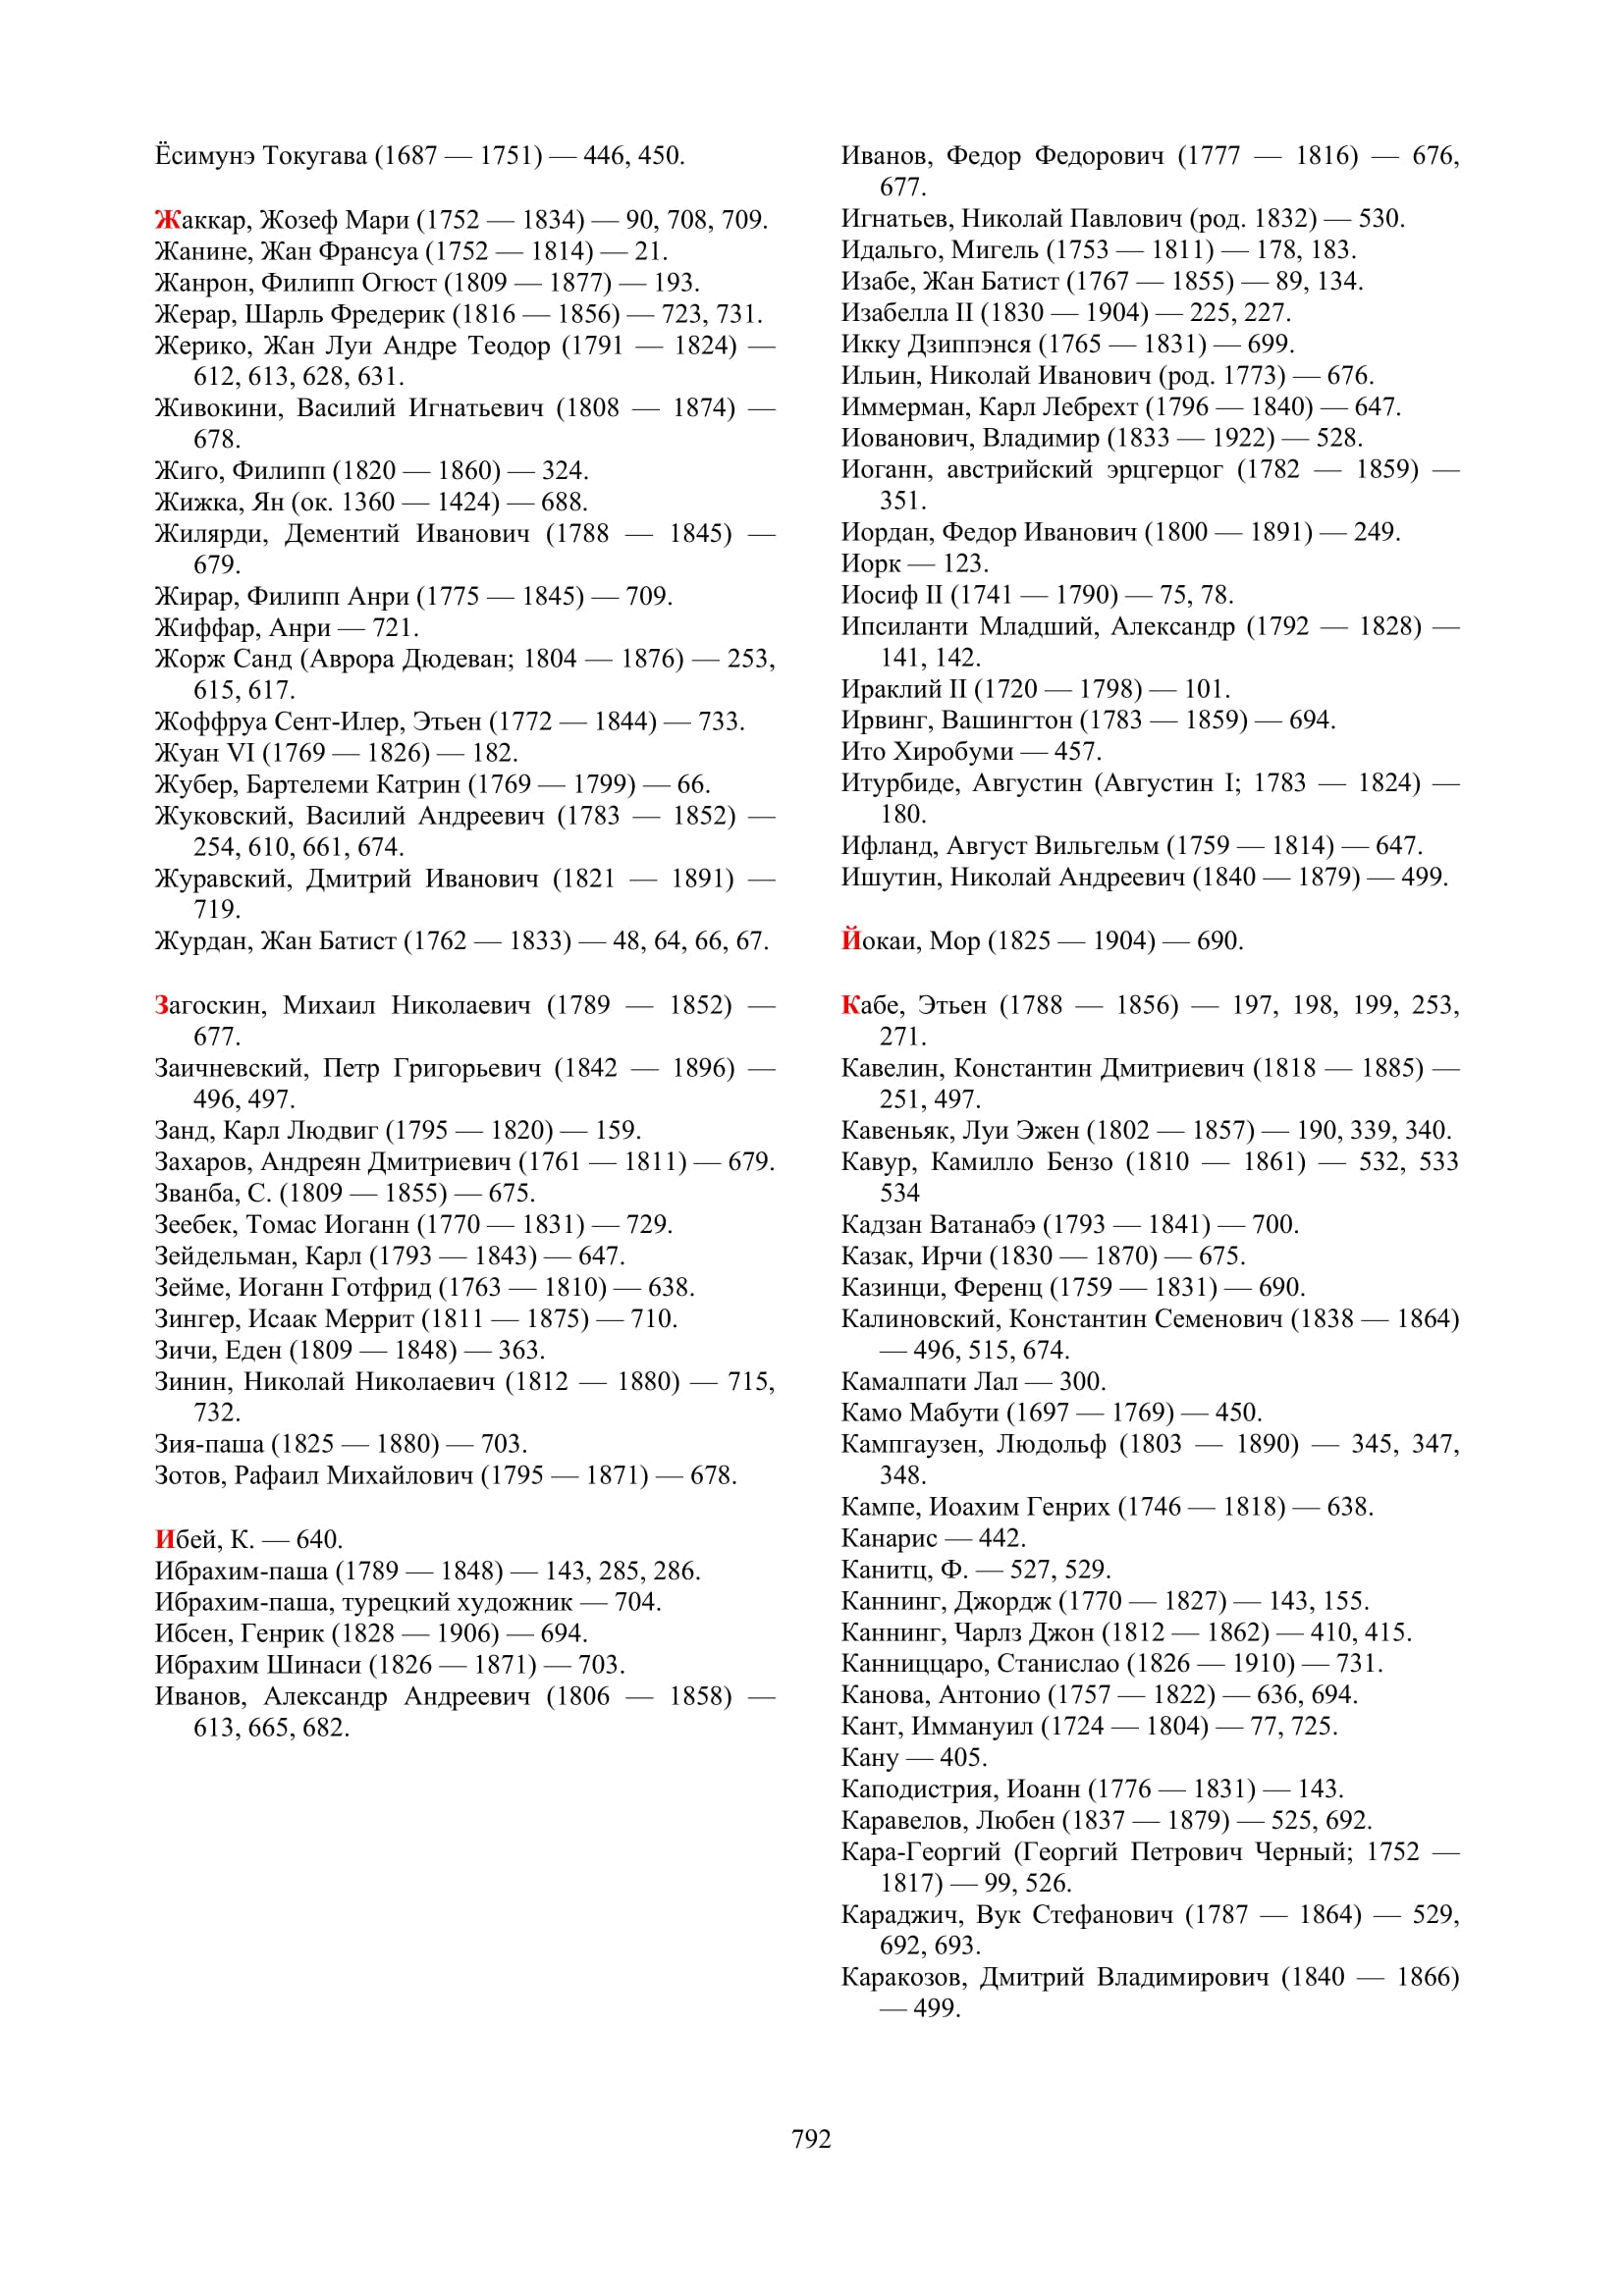 Ёсимунэ Токугава (1687 — 1751) — 446, 450.
Жаккар, Жозеф Мари (1752 — 1834) — 90, 708, 709.
Жанине, Жан Франсуа (1752 — 1814) — 21.
Жанрон, Филипп Огюст (1809 — 1877) — 193.
Жерар, Шарль Фредерик (1816 — 1856) — 723, 731.
Жерико, Жан Луи Андре Теодор (1791 — 1824) —
612, 613, 628, 631.
Живокини, Василий Игнатьевич (1808 — 1874) —
678.
Жиго, Филипп (1820 — 1860) — 324.
Жижка, Ян (ок. 1360 — 1424) — 688.
Жилярди, Дементий Иванович (1788 — 1845) —
679.
Жирар, Филипп Анри (1775 — 1845) — 709.
Жиффар, Анри — 721.
Жорж Санд (Аврора Дюдеван; 1804 — 1876) — 253,
615, 617.
Жоффруа Сент-Илер, Этьен (1772 — 1844) — 733.
Жуан VI (1769 — 1826) — 182.
Жубер, Бартелеми Катрин (1769 — 1799) — 66.
Жуковский, Василий Андреевич (1783 — 1852) —
254, 610, 661, 674.
Журавский, Дмитрий Иванович (1821 — 1891) —
719.
Журдан, Жан Батист (1762 — 1833) — 48, 64, 66, 67.
Загоскин, Михаил Николаевич (1789 — 1852) —
677.
Заичневский, Петр Григорьевич (1842 — 1896) —
496, 497.
Занд, Карл Людвиг (1795 — 1820) — 159.
Захаров, Андреян Дмитриевич (1761 — 1811) — 679.
Званба, С. (1809 — 1855) — 675.
Зеебек, Томас Иоганн (1770 — 1831) — 729.
Зейдельман, Карл (1793 — 1843) — 647.
Зейме, Иоганн Готфрид (1763 — 1810) — 638.
Зингер, Исаак Меррит (1811 — 1875) — 710.
Зичи, Еден (1809 — 1848) — 363.
Зинин, Николай Николаевич (1812 — 1880) — 715,
732.
Зия-паша (1825 — 1880) — 703.
Зотов, Рафаил Михайлович (1795 — 1871) — 678.
Ибей, К. — 640.
Ибрахим-паша (1789 — 1848) — 143, 285, 286.
Ибрахим-паша, турецкий художник — 704.
Ибсен, Генрик (1828 — 1906) — 694.
Ибрахим Шинаси (1826 — 1871) — 703.
Иванов, Александр Андреевич (1806 — 1858) —
613, 665, 682.
Иванов, Федор Федорович (1777 — 1816) — 676,
677.
Игнатьев, Николай Павлович (род. 1832) — 530.
Идальго, Мигель (1753 — 1811) — 178, 183.
Изабе, Жан Батист (1767 — 1855) — 89, 134.
Изабелла II (1830 — 1904) — 225, 227.
Икку Дзиппэнся (1765 — 1831) — 699.
Ильин, Николай Иванович (род. 1773) — 676.
Иммерман, Карл Лебрехт (1796 — 1840) — 647.
Иованович, Владимир (1833 — 1922) — 528.
Иоганн, австрийский эрцгерцог (1782 — 1859) —
351.
Иордан, Федор Иванович (1800 — 1891) — 249.
Иорк — 123.
Иосиф II (1741 — 1790) — 75, 78.
Ипсиланти Младший, Александр (1792 — 1828) —
141, 142.
Ираклий II (1720 — 1798) — 101.
Ирвинг, Вашингтон (1783 — 1859) — 694.
Ито Хиробуми — 457.
Итурбиде, Августин (Августин I; 1783 — 1824) —
180.
Ифланд, Август Вильгельм (1759 — 1814) — 647.
Ишутин, Николай Андреевич (1840 — 1879) — 499.
Йокаи, Мор (1825 — 1904) — 690.
Кабе, Этьен (1788 — 1856) — 197, 198, 199, 253,
271.
Кавелин, Константин Дмитриевич (1818 — 1885) —
251, 497.
Кавеньяк, Луи Эжен (1802 — 1857) — 190, 339, 340.
Кавур, Камилло Бензо (1810 — 1861) — 532, 533
534
Кадзан Ватанабэ (1793 — 1841) — 700.
Казак, Ирчи (1830 — 1870) — 675.
Казинци, Ференц (1759 — 1831) — 690.
Калиновский, Константин Семенович (1838 — 1864)
— 496, 515, 674.
Камалпати Лал — 300.
Камо Мабути (1697 — 1769) — 450.
Кампгаузен, Людольф (1803 — 1890) — 345, 347,
348.
Кампе, Иоахим Генрих (1746 — 1818) — 638.
Канарис — 442.
Канитц, Ф. — 527, 529.
Каннинг, Джордж (1770 — 1827) — 143, 155.
Каннинг, Чарлз Джон (1812 — 1862) — 410, 415.
Канниццаро, Станислао (1826 — 1910) — 731.
Канова, Антонио (1757 — 1822) — 636, 694.
Кант, Иммануил (1724 — 1804) — 77, 725.
Кану — 405.
Каподистрия, Иоанн (1776 — 1831) — 143.
Каравелов, Любен (1837 — 1879) — 525, 692.
Кара-Георгий (Георгий Петрович Черный; 1752 —
1817) — 99, 526.
Караджич, Вук Стефанович (1787 — 1864) — 529,
692, 693.
Каракозов, Дмитрий Владимирович (1840 — 1866)
— 499.
792